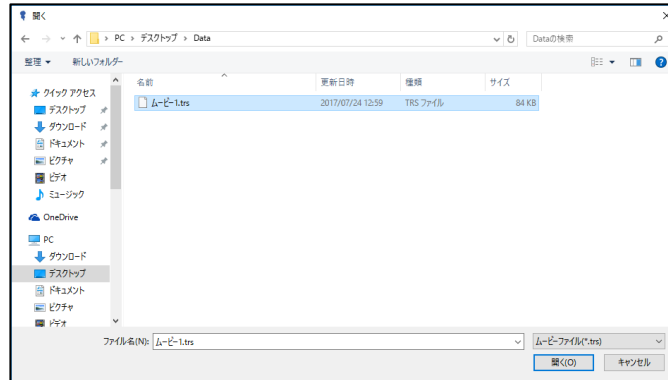 開く
PC › デスクトップ › Data
Dataの検索
整理 ▼ 新しいフォルダー
名前 更新日時 種類 サイズ
ムービー1.trs 2017/07/24 12:59 TRS ファイル 84 KB
クイック アクセス
デスクトップ
ダウンロード
ドキュメント
ピクチャ
ビデオ
ミュージック
OneDrive
PC
ダウンロード
デスクトップ
ドキュメント
ピクチャ
ビデオ
ファイル名(N): ムービー1.trs ムービーファイル(*.trs)
開く(O) キャンセル